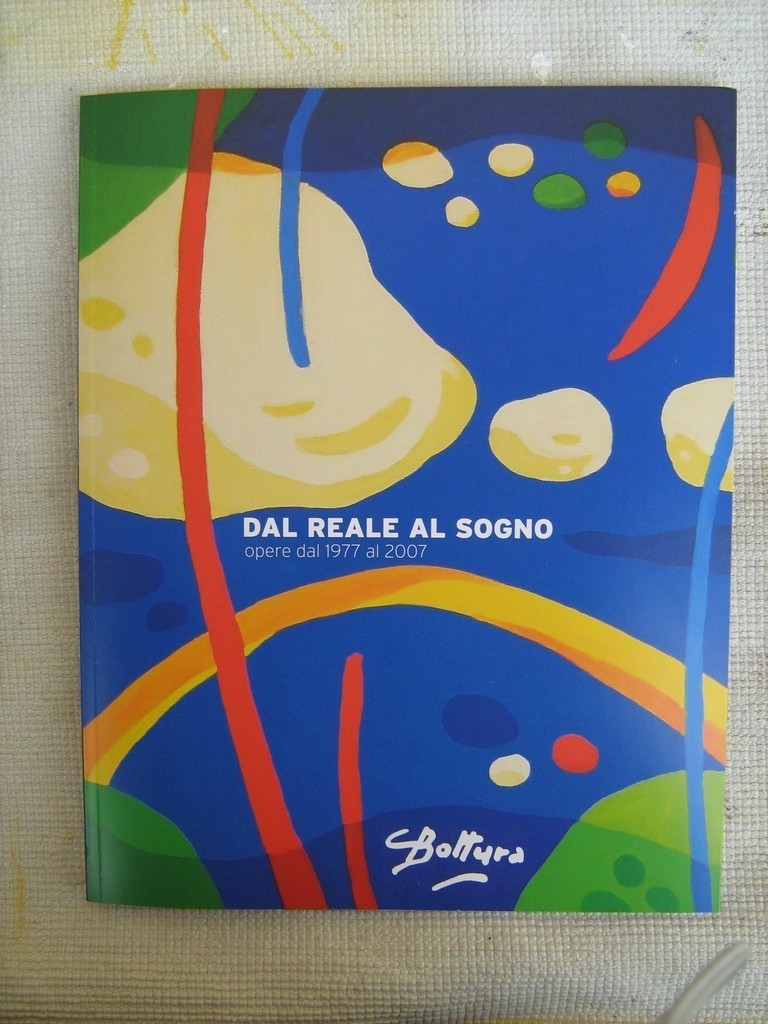 DAL REALE AL SOGNO
opere dal 1977 al 2007
Bottura